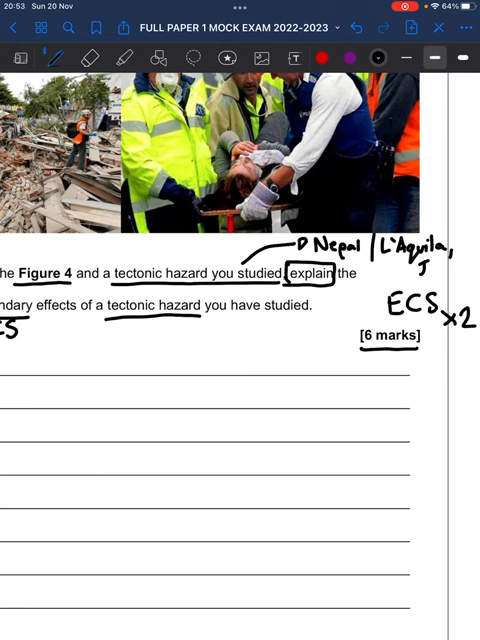 20:53 Sun 20 Nov 64%
FULL PAPER 1 MOCK EXAM 2022-2023
Nepal / L'Aquila,
the Figure 4 and a tectonic hazard you studied, explain the
ndary effects of a tectonic hazard you have studied.
ECS x2
[6 marks]